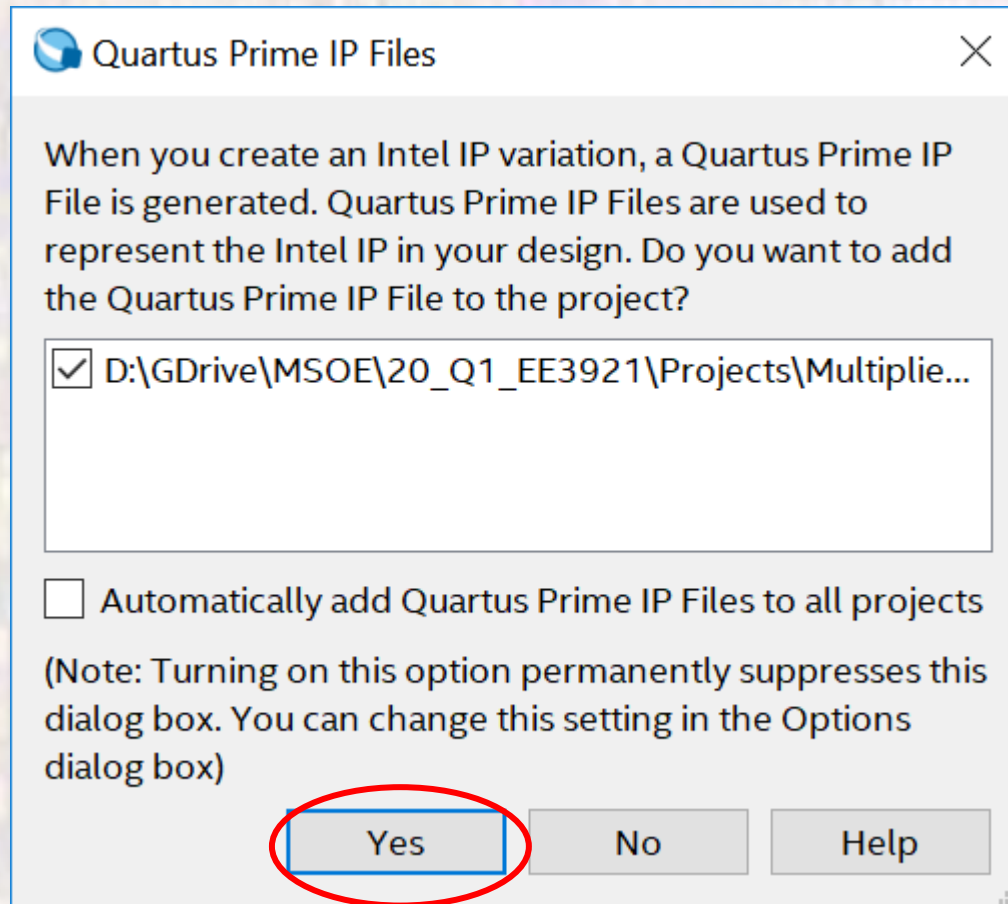 Quartus Prime IP Files
When you create an Intel IP variation, a Quartus Prime IP
File is generated. Quartus Prime IP Files are used to
represent the Intel IP in your design. Do you want to add
the Quartus Prime IP File to the project?
D:\GDrive\MSOE\20_Q1_EE3921\Projects\Multiplie...
Automatically add Quartus Prime IP Files to all projects
(Note: Turning on this option permanently suppresses this
dialog box. You can change this setting in the Options
dialog box)
Yes No Help